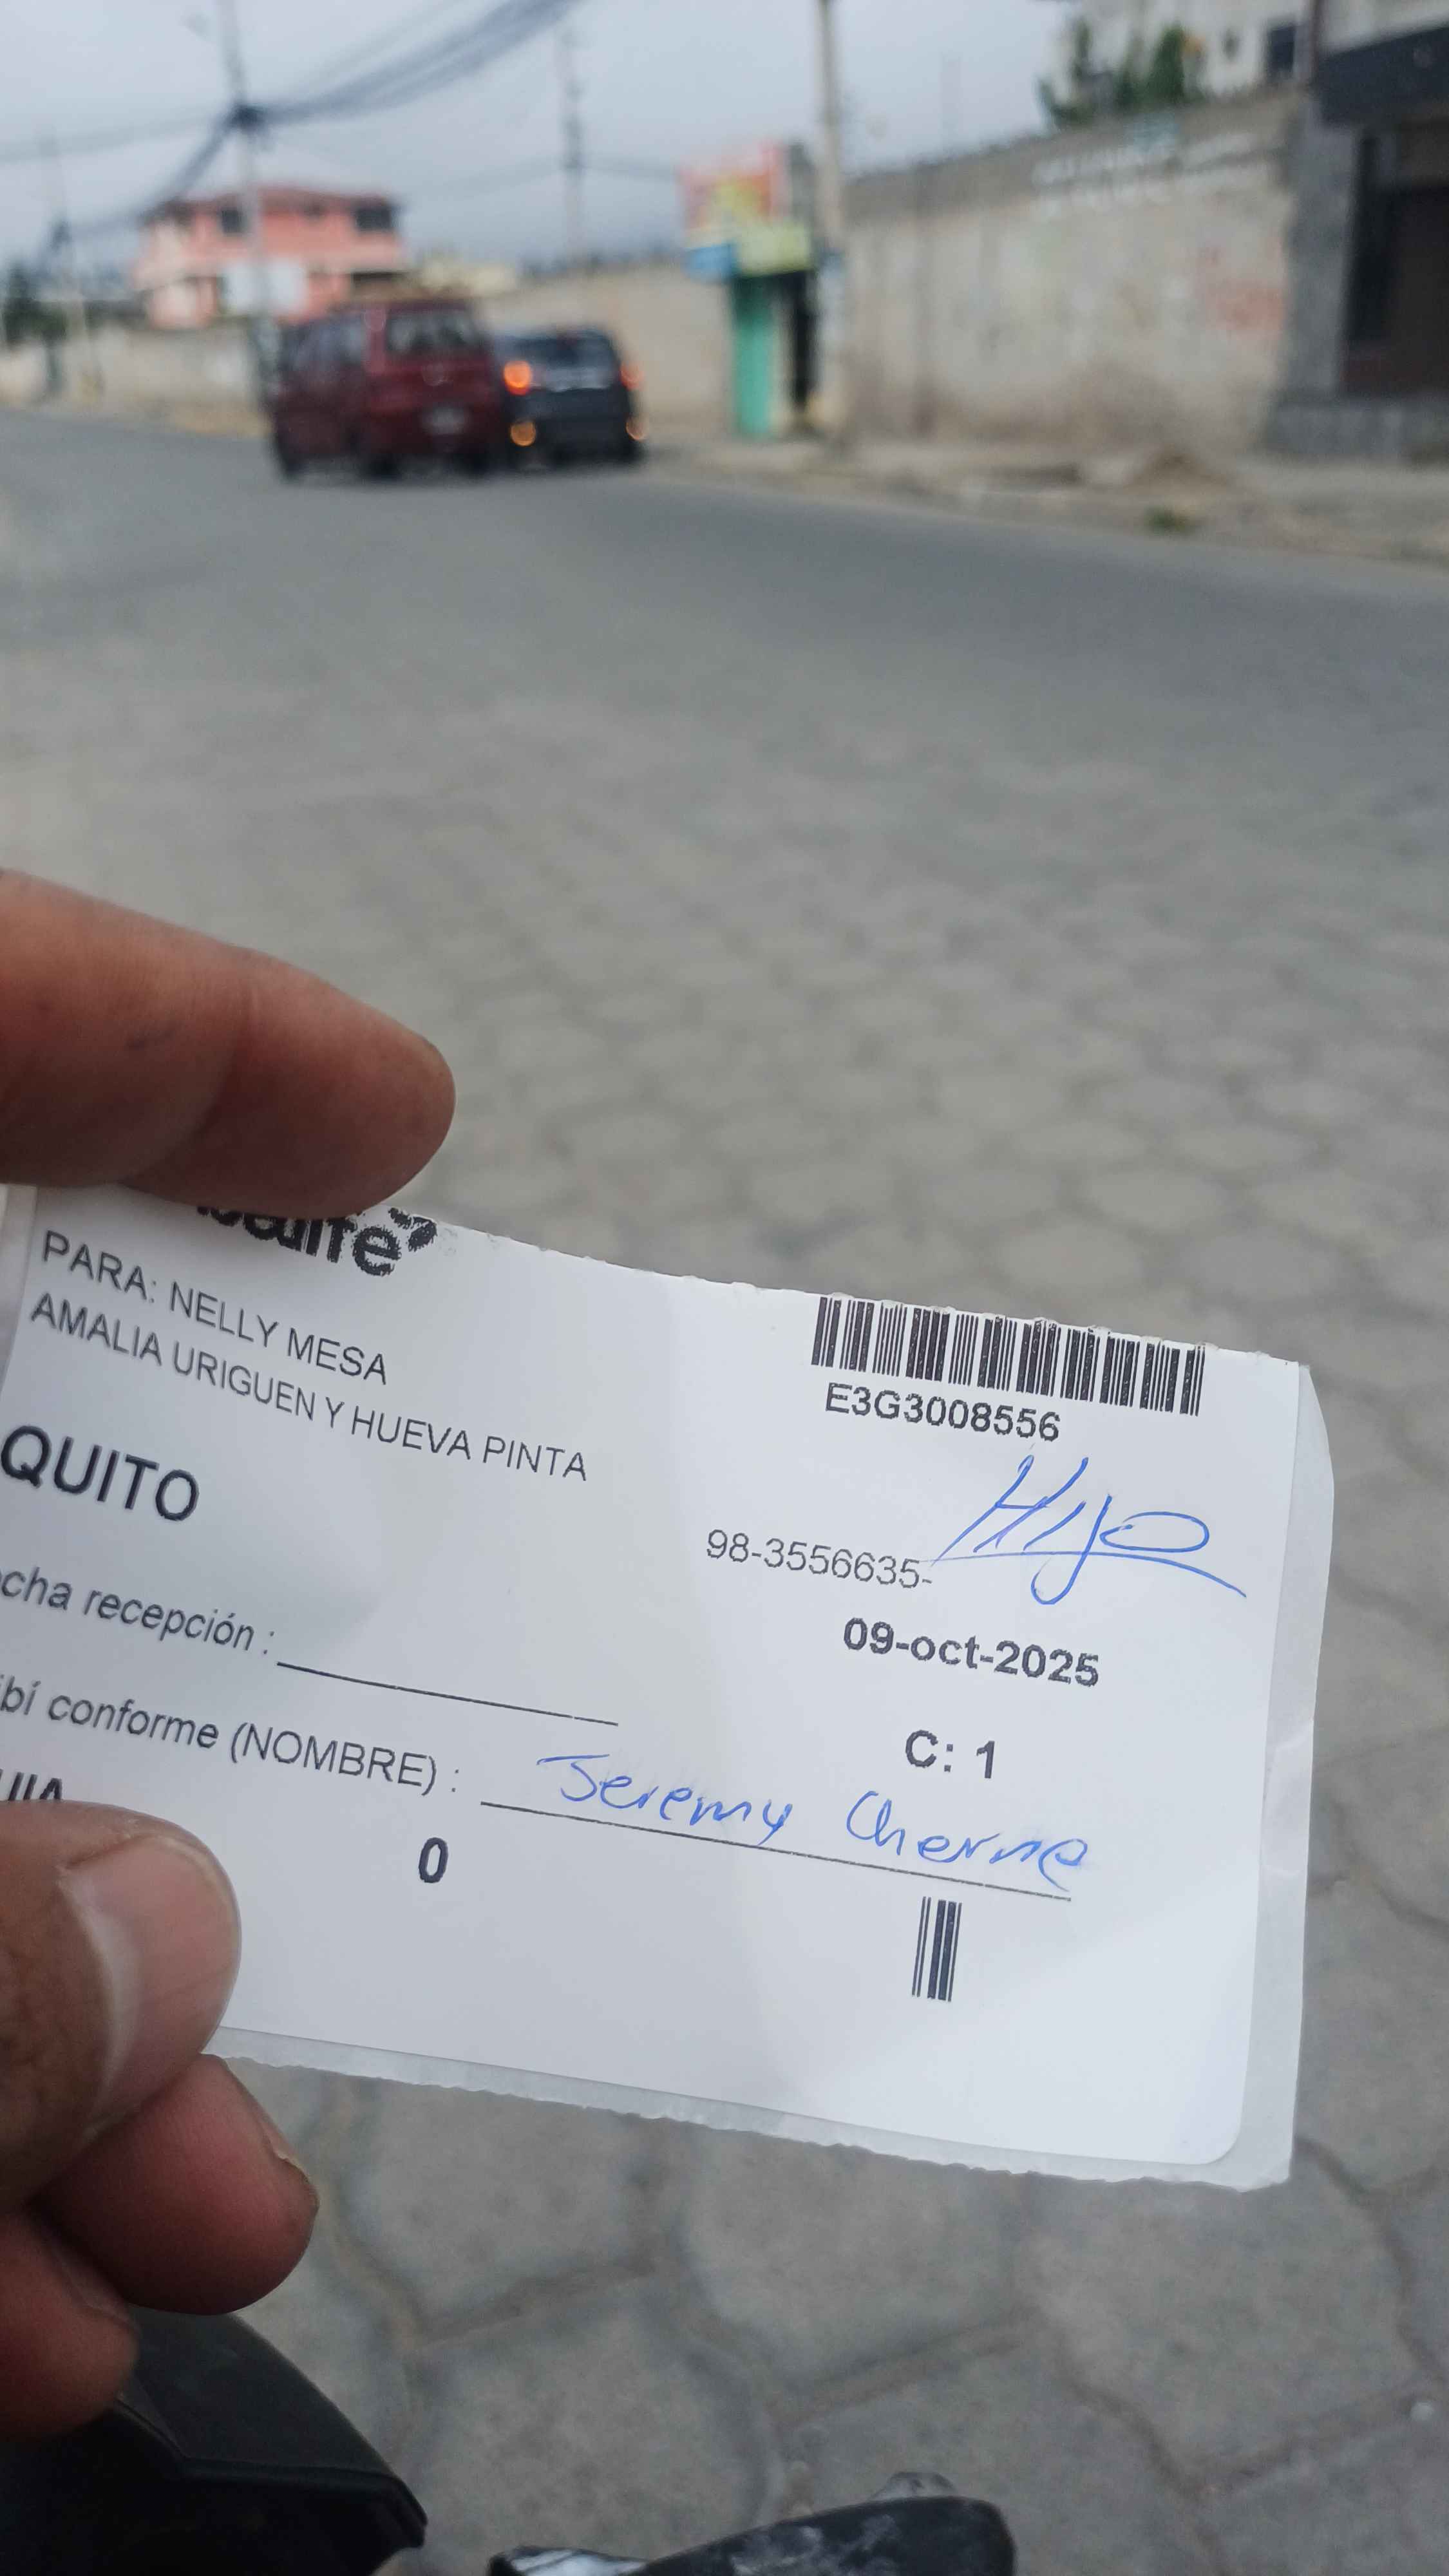 PARA: NELLY MESA
AMALIA URIGUEN Y HUEVA PINTA
E3G3008556
QUITO
98-3556635-
Hijo
cha recepción :
09-oct-2025
ibí conforme (NOMBRE) : Jeremy Cherne
C: 1
0